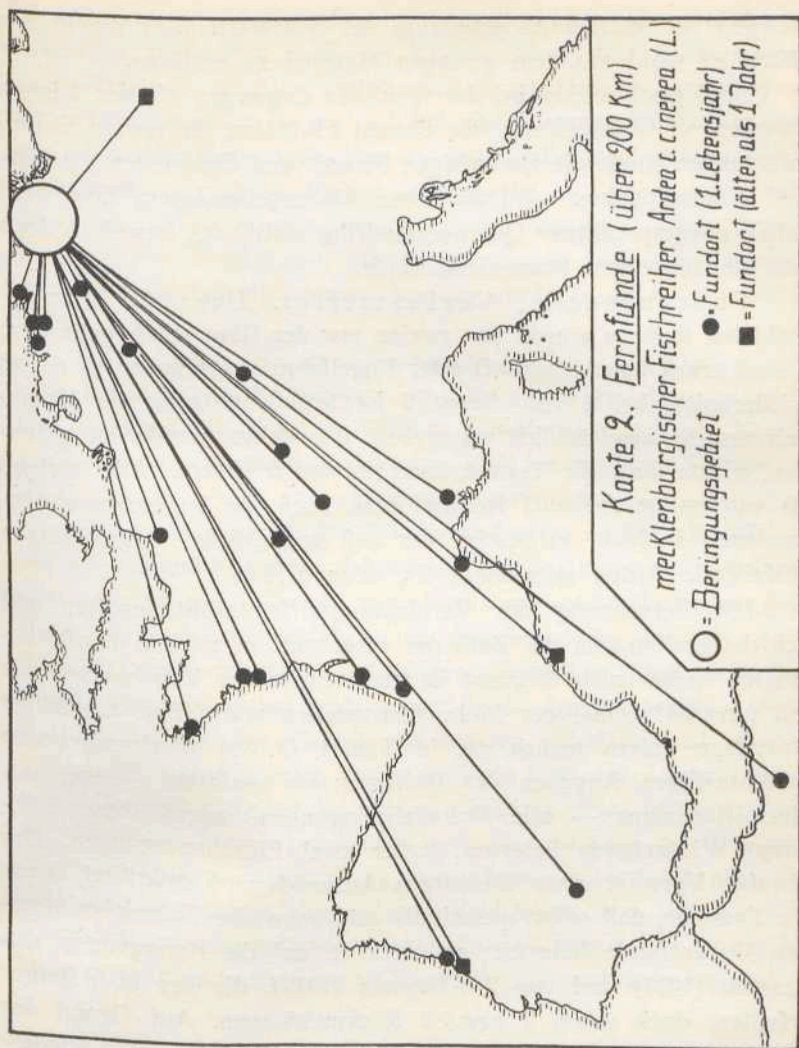 Karte 2. Fernfunde (über 200 Km)
mecklenburgischer Fischreiher, Ardea c. cinerea (L.)
= Beringungsgebiet
= Fundort (1. Lebensjahr)
= Fundort (älter als 1 Jahr)